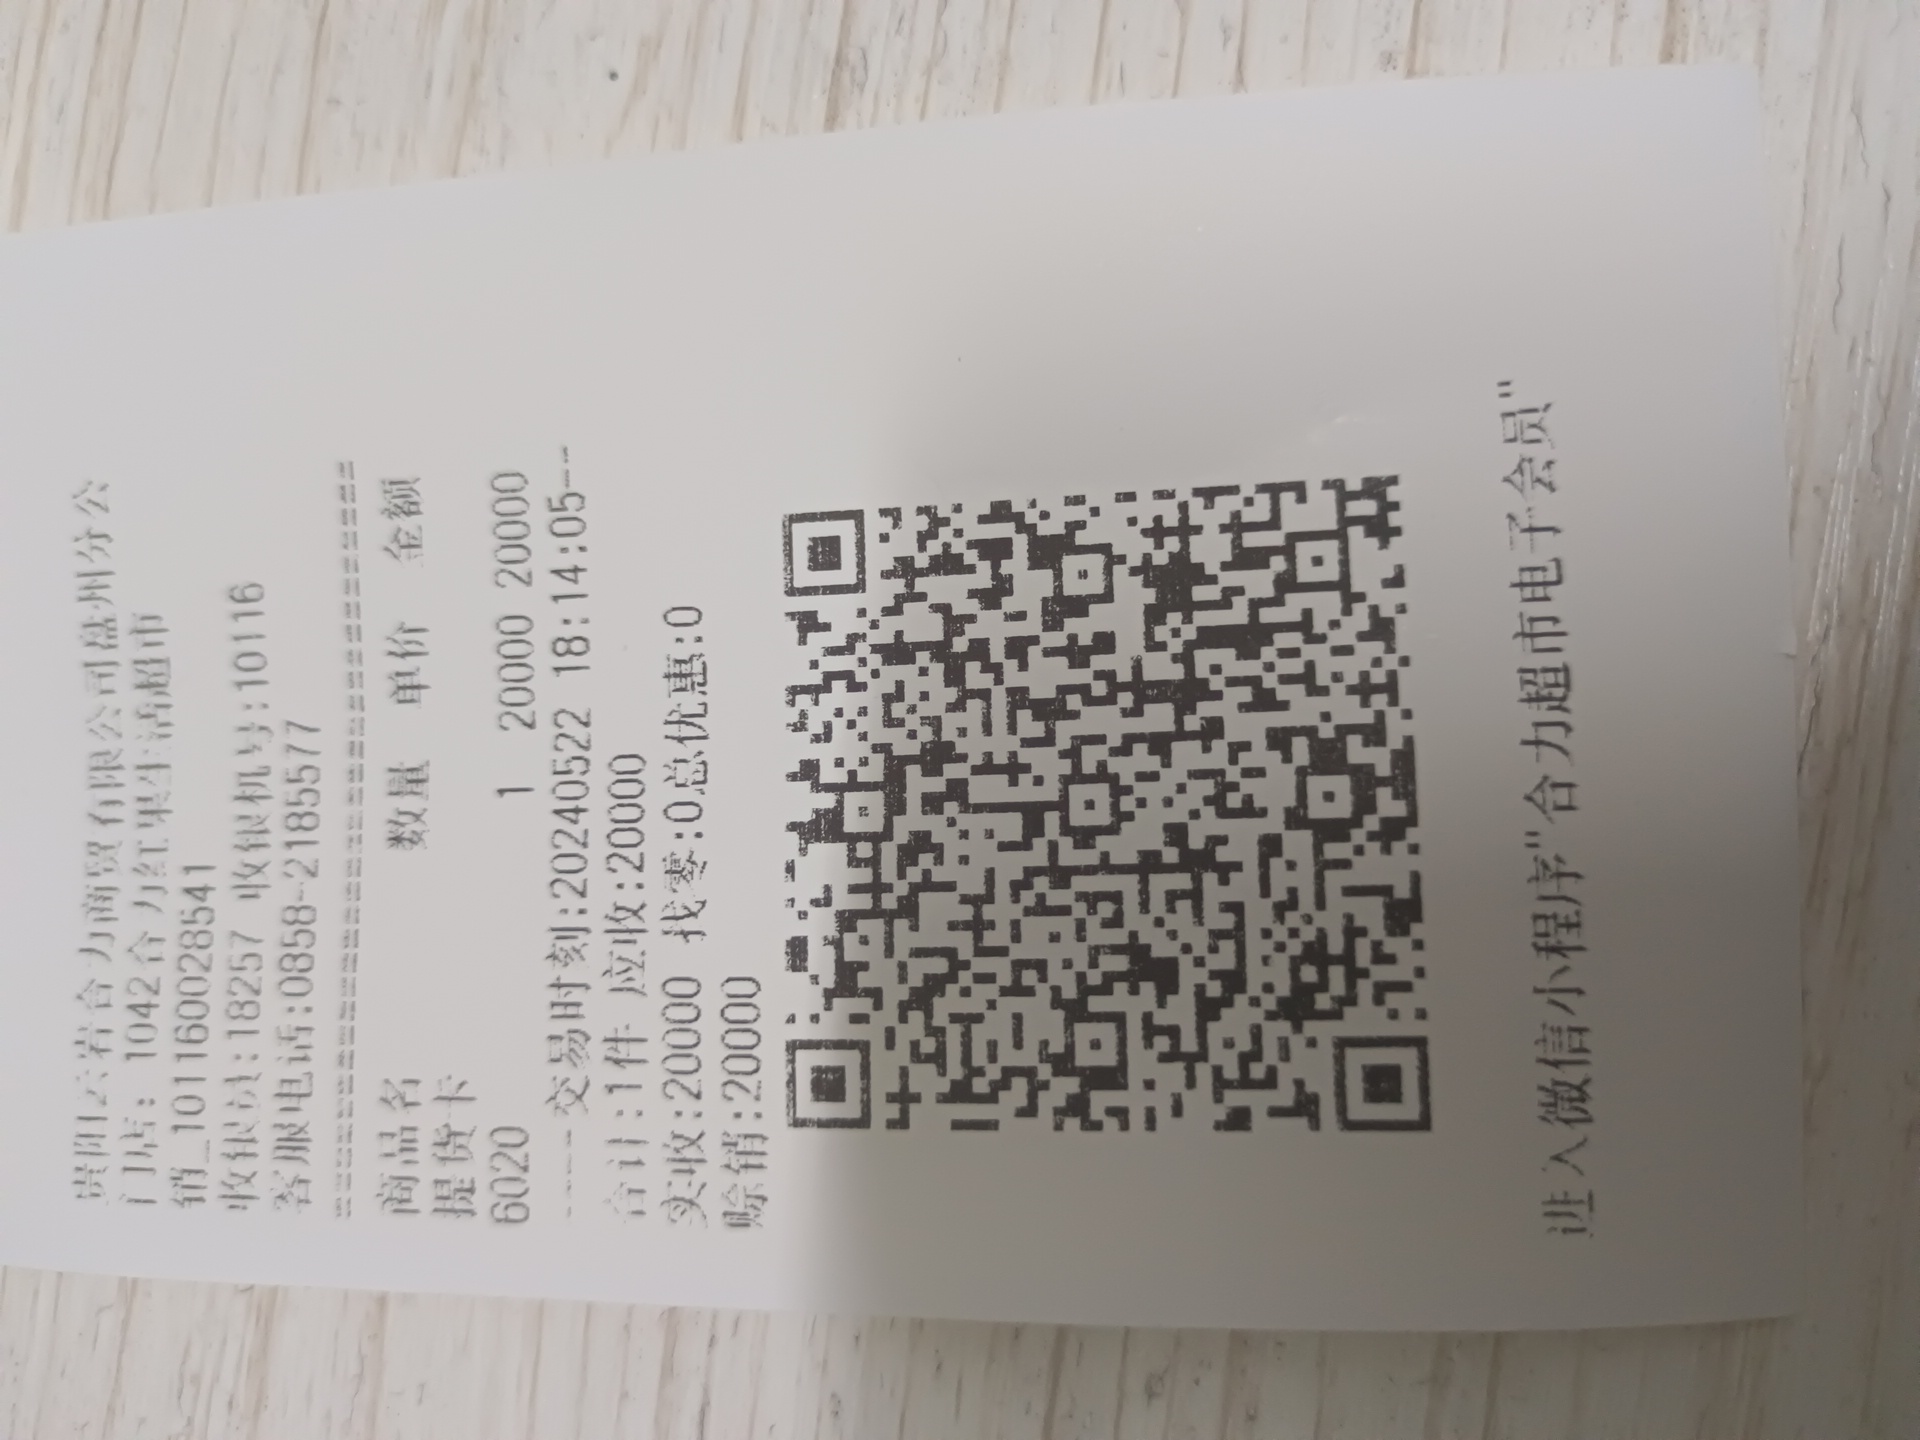 贵阳云岩合力商贸有限公司盘州分公
门店: 1042合力红果生活超市
销_101160028541
收银员:18257 收银机号:10116
客服电话:0858-2185577
==================================
商品名 数量 单价 金额
提货卡
6020 1 20000 20000
----交易时刻:20240522 18:14:05---
合计:1件 应收:20000
实收:20000 找零:0总优惠:0
赊销:20000
进入微信小程序"合力超市电子会员"